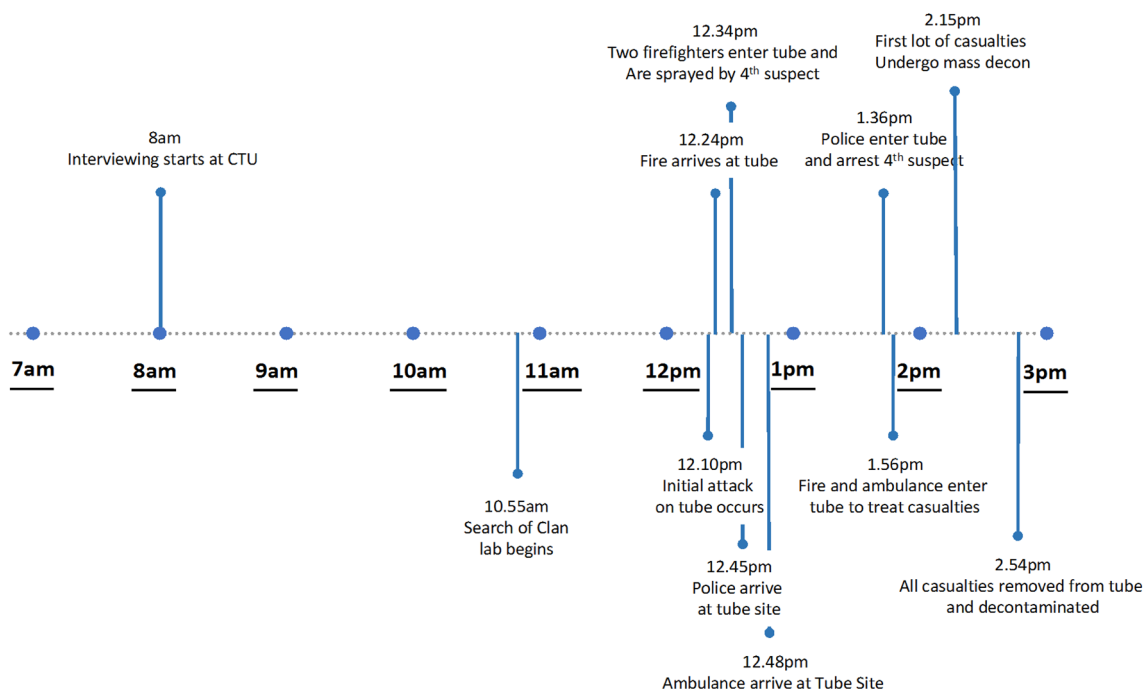 12.34pm
Two firefighters enter tube and
Are sprayed by 4th suspect
2.15pm
First lot of casualties
Undergo mass decon
8am
Interviewing starts at CTU
12.24pm
Fire arrives at tube
1.36pm
Police enter tube
and arrest 4th suspect
7am
8am
9am
10am
11am
12pm
1pm
2pm
3pm
10.55am
Search of Clan
lab begins
12.10pm
Initial attack
on tube occurs
1.56pm
Fire and ambulance enter
tube to treat casualties
12.45pm
Police arrive
at tube site
2.54pm
All casualties removed from tube
and decontaminated
12.48pm
Ambulance arrive at Tube Site